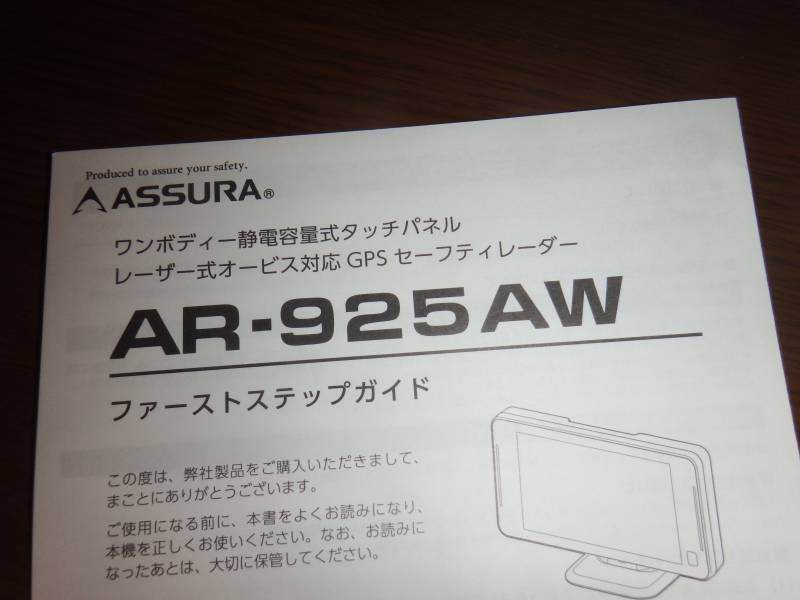 Produced to assure your safety.
ASSURA®
ワンボディー静電容量式タッチパネル
レーザー式オービス対応 GPS セーフティレーダー
AR-925AW
ファーストステップガイド
この度は、弊社製品をご購入いただきまして、
まことにありがとうございます。
ご使用になる前に、本書をよくお読みになり、
本機を正しくお使いください。なお、お読みに
なったあとは、大切に保管してください。